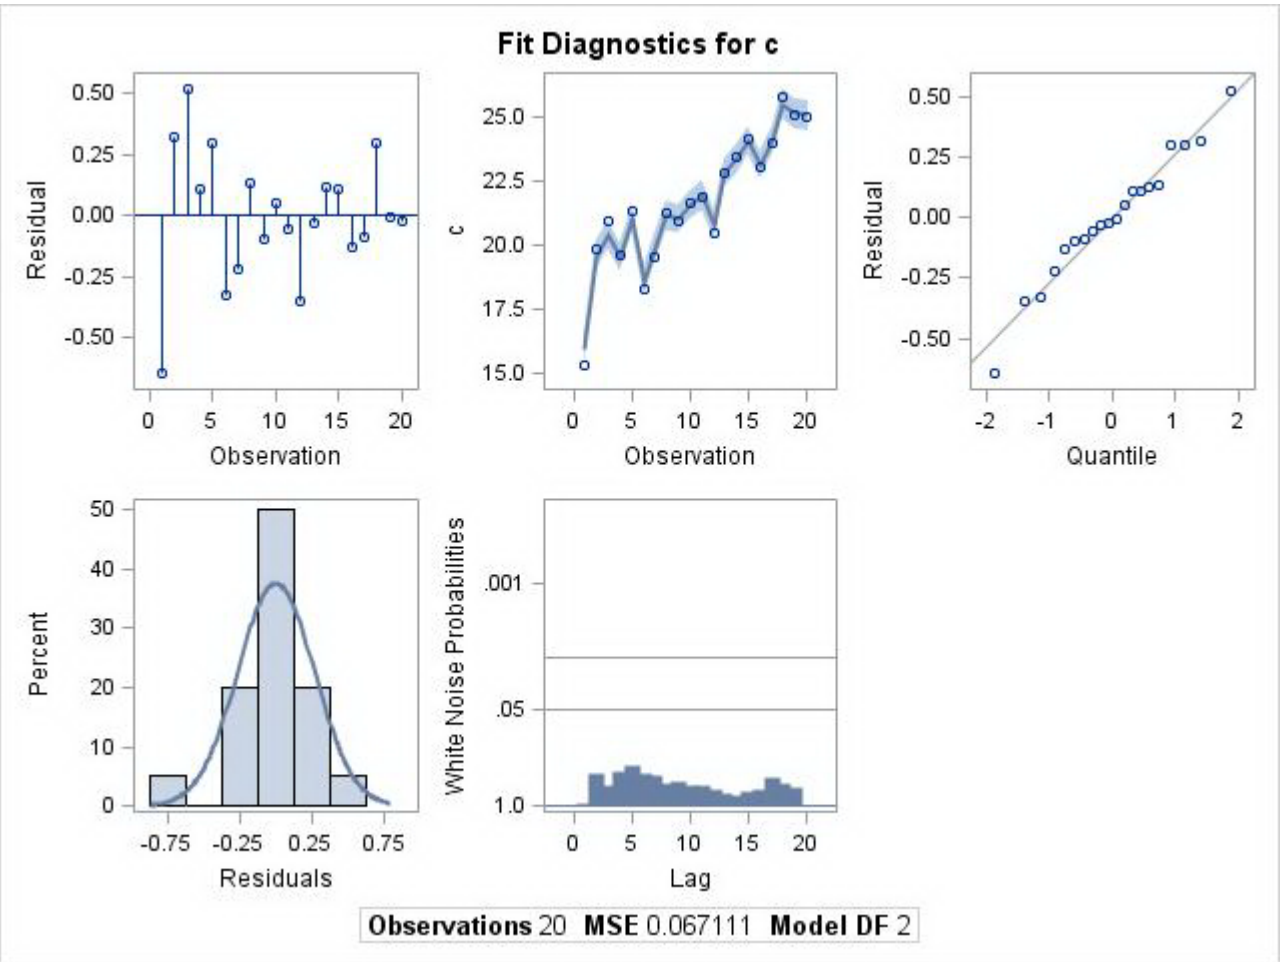 Fit Diagnostics for c
0.50
0.25
0.00
-0.25
-0.50
Residual
0 5 10 15 20
Observation
25.0
22.5
20.0
17.5
15.0
c
0 5 10 15 20
Observation
0.50
0.25
0.00
-0.25
-0.50
Residual
-2 -1 0 1 2
Quantile
50
40
30
20
10
0
Percent
-0.75 -0.25 0.25 0.75
Residuals
.001
.05
1.0
White Noise Probabilities
0 5 10 15 20
Lag
Observations 20 MSE 0.067111 Model DF 2